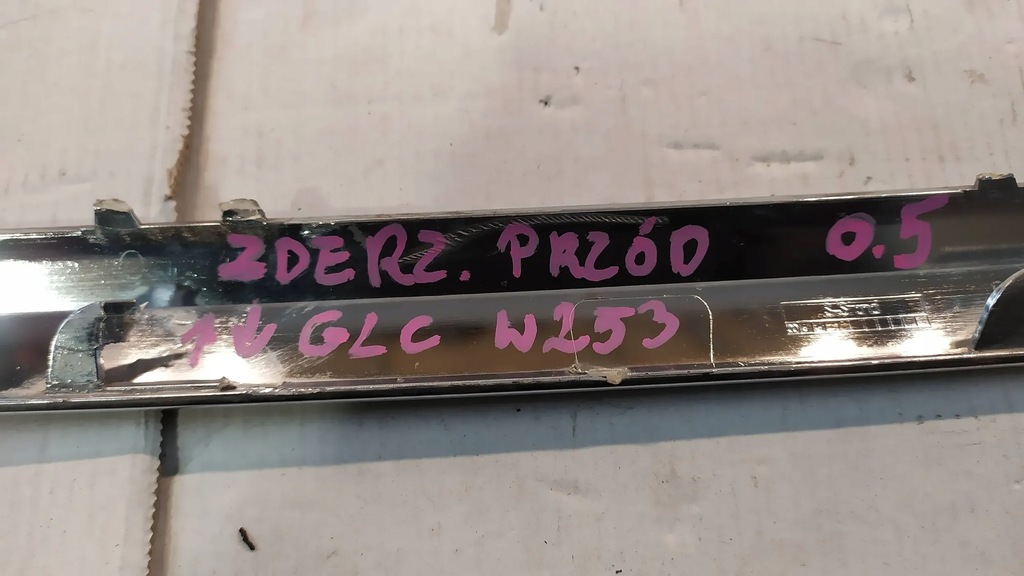 ZDERZ. PRZÓD 0.5
GLC W253